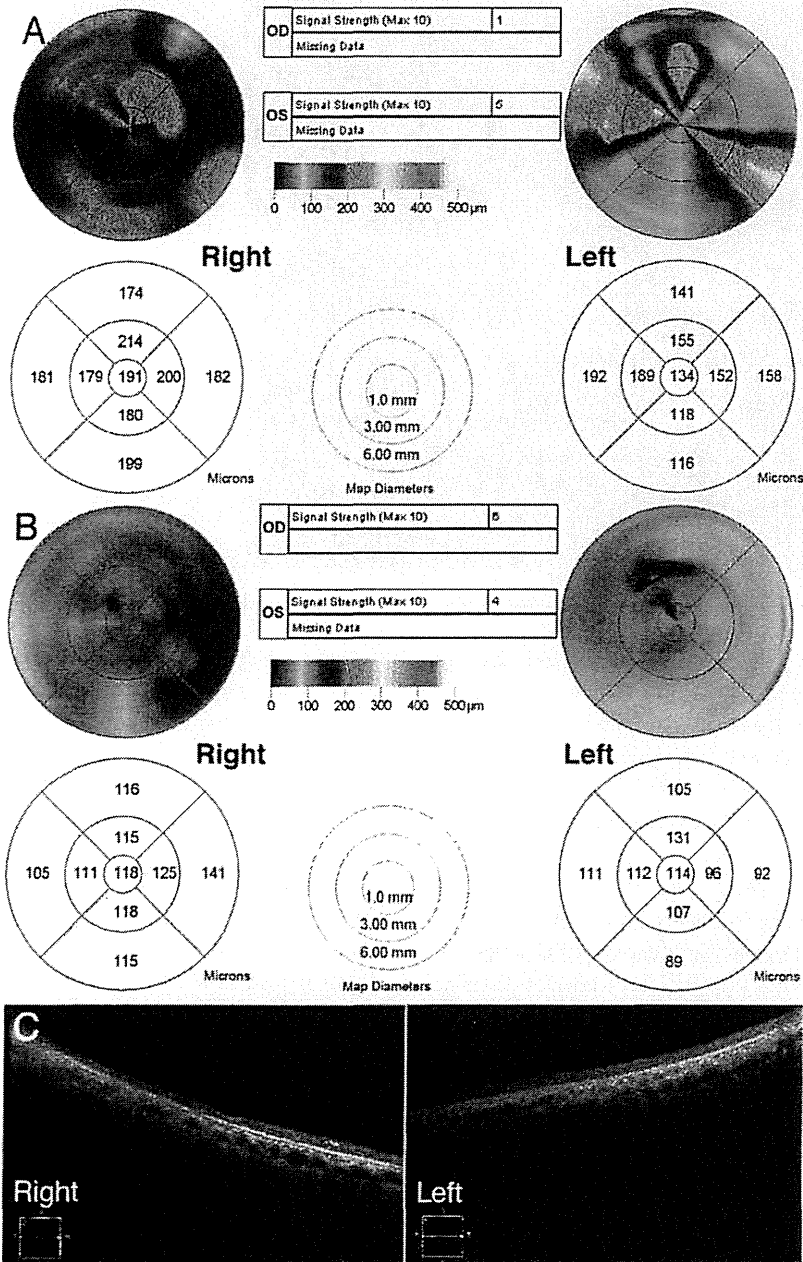 A
OD Signal Strength (Max 10) 1
Missing Data
OS Signal Strength (Max 10) 5
Missing Data
0 100 200 300 400 500 µm
Right Left
174
214
181 179 191 200 182
180
199
Microns
1.0 mm
3.00 mm
6.00 mm
Map Diameters
141
155
192 189 134 152 158
118
116
Microns
B
OD Signal Strength (Max 10)
OS Signal Strength (Max 10) 4
Missing Data
0 100 200 300 400 500 µm
Right Left
116
115
105 111 118 125 141
118
115
Microns
1.0 mm
3.00 mm
6.00 mm
Map Diameters
105
131
111 112 114 96 92
107
89
Microns
C
Right
Left